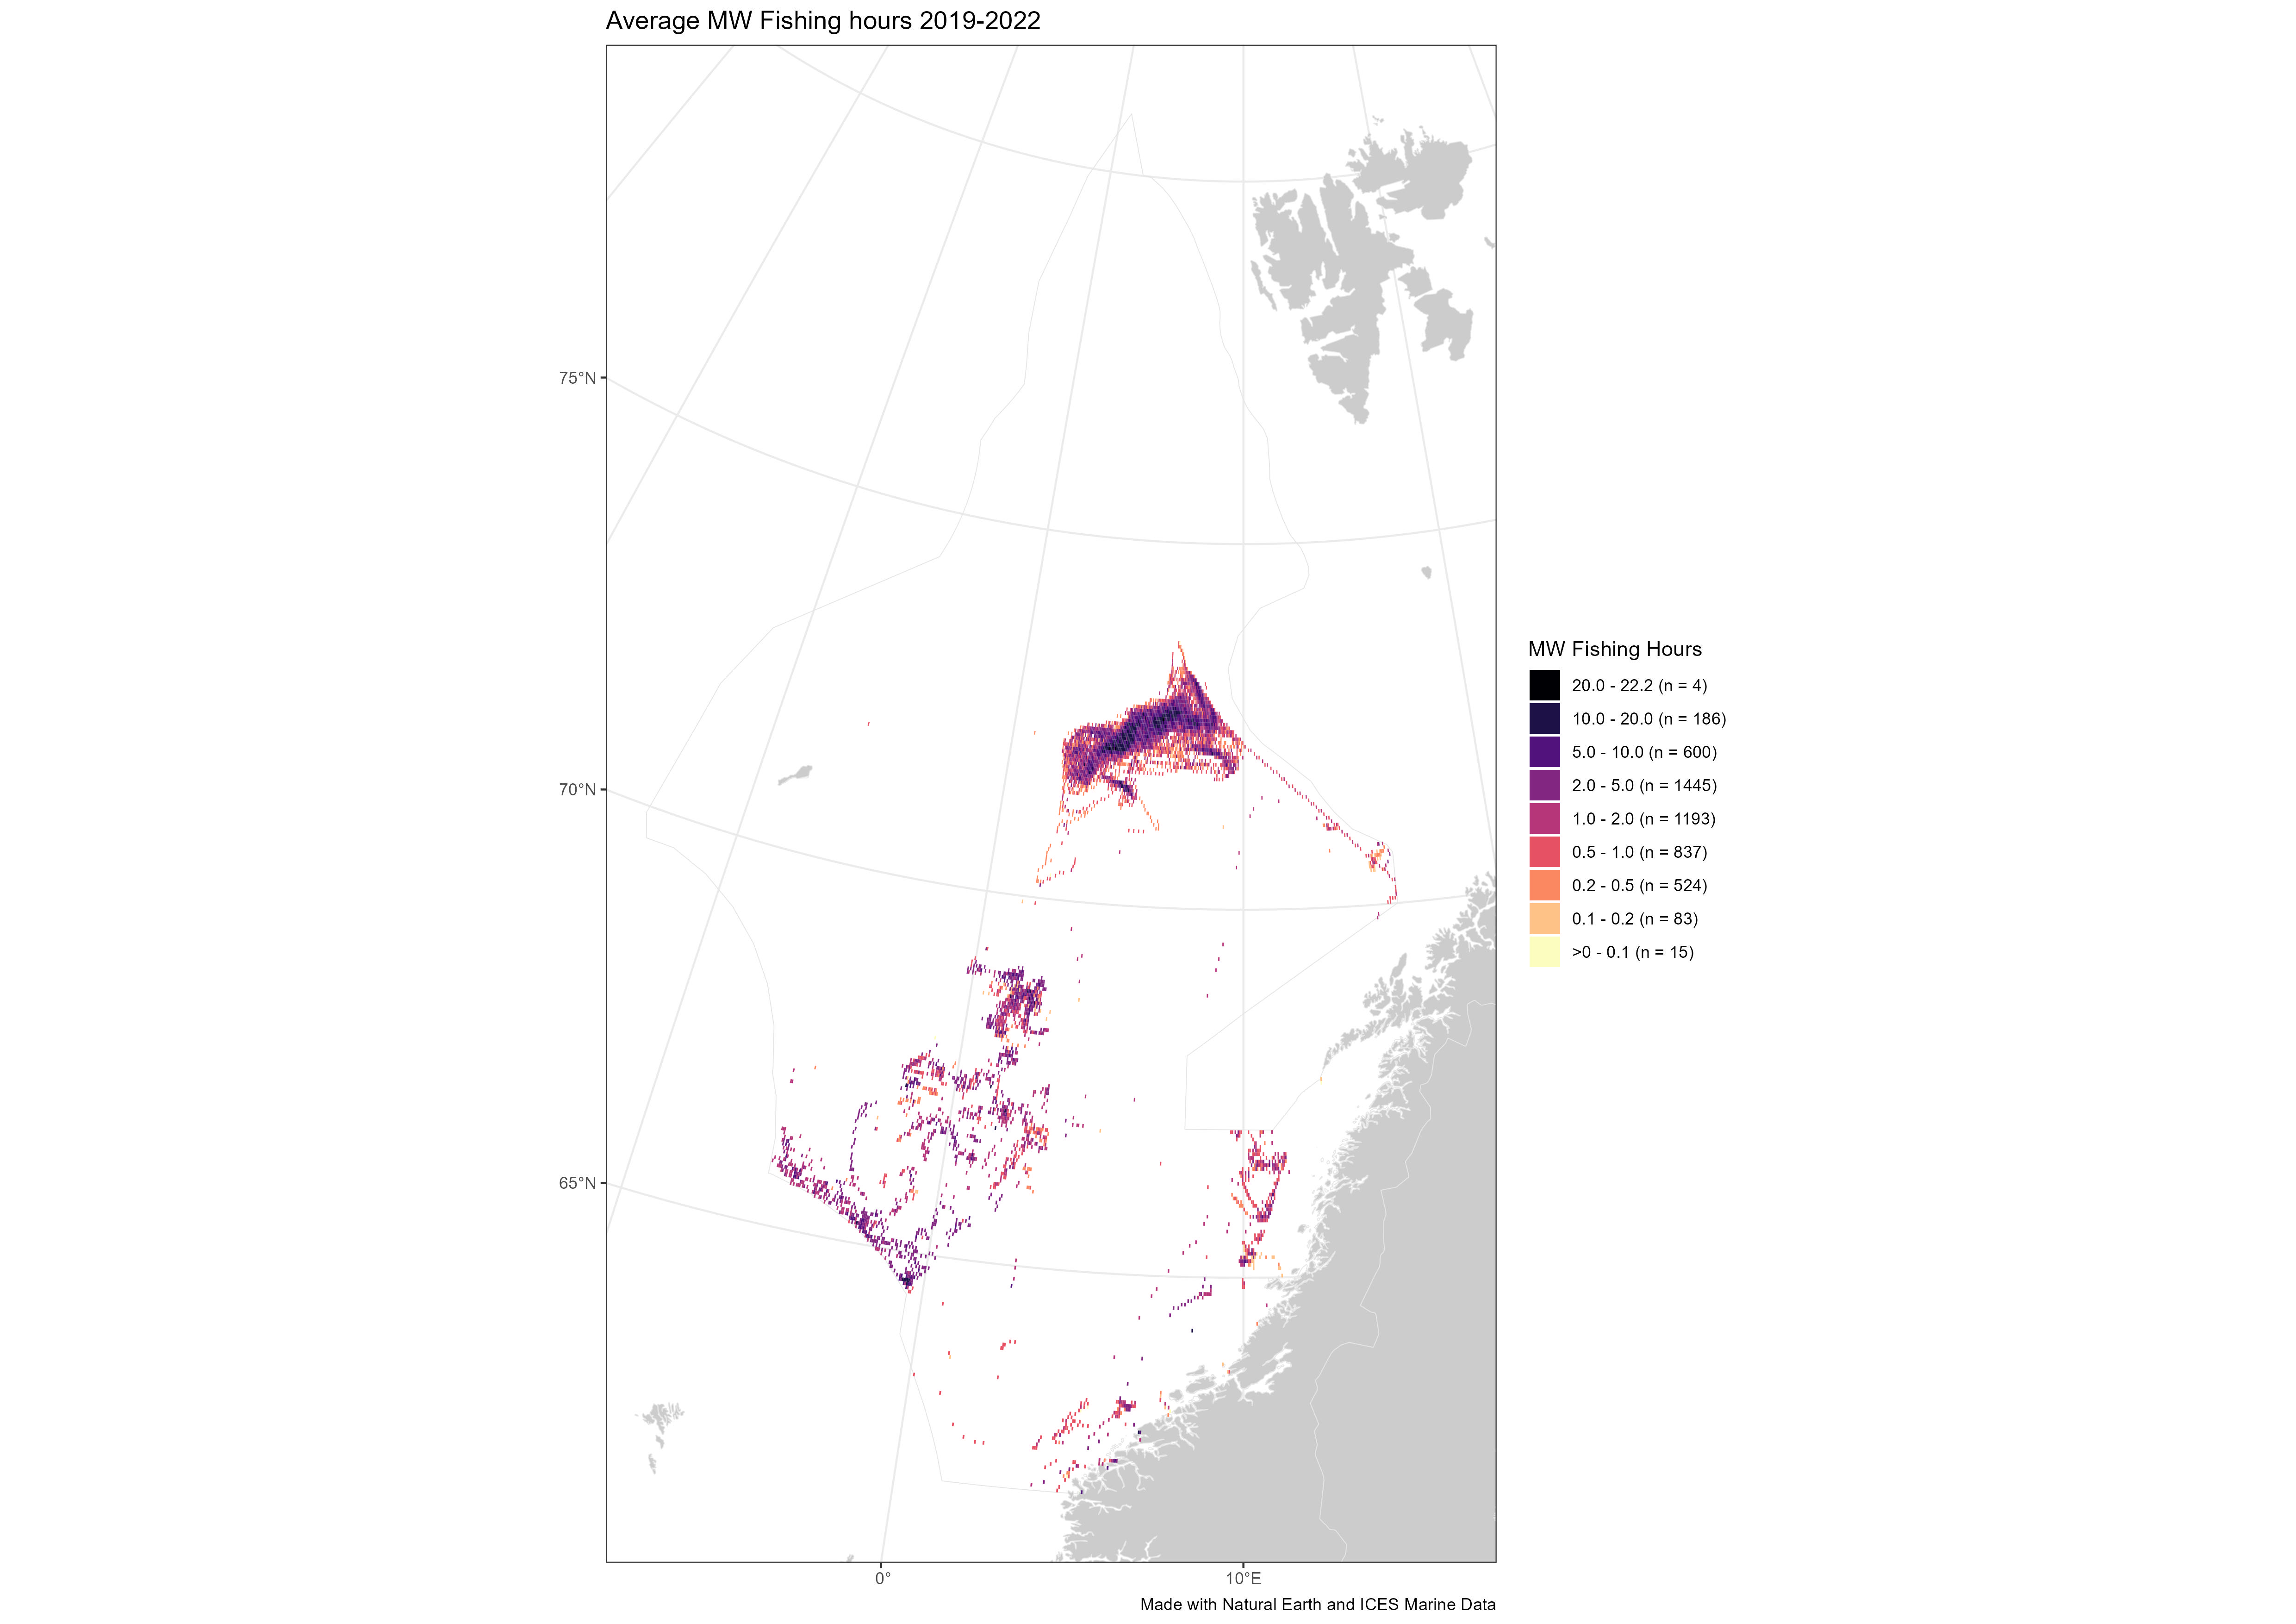 Average MW Fishing hours 2019-2022
75°N
70°N
65°N
0°
10°E
MW Fishing Hours
20.0 - 22.2 (n = 4)
10.0 - 20.0 (n = 186)
5.0 - 10.0 (n = 600)
2.0 - 5.0 (n = 1445)
1.0 - 2.0 (n = 1193)
0.5 - 1.0 (n = 837)
0.2 - 0.5 (n = 524)
0.1 - 0.2 (n = 83)
>0 - 0.1 (n = 15)
Made with Natural Earth and ICES Marine Data